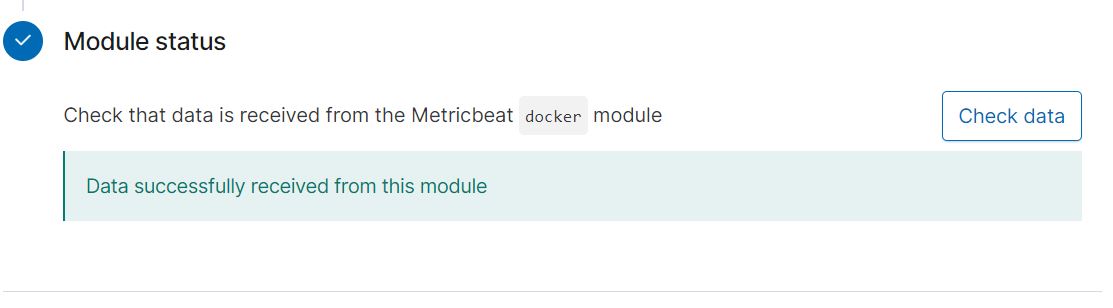 Module status
Check that data is received from the Metricbeat docker module
Check data
Data successfully received from this module